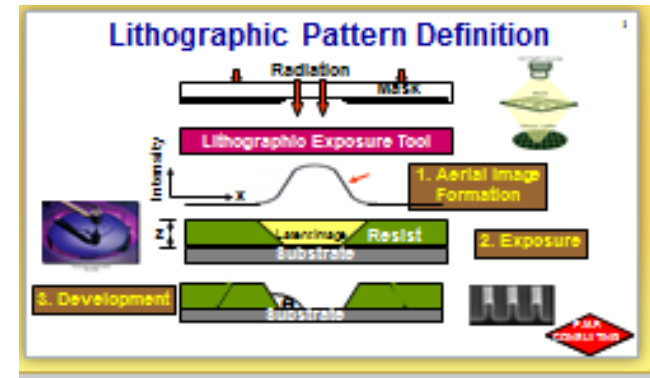 Lithographic Pattern Definition
1
Radiation
Mask
Lithographic Exposure Tool
Intensity
x
1. Aerial Image
Formation
z
Latent Image
Resist
Substrate
2. Exposure
3. Development
Substrate
CONSULTING